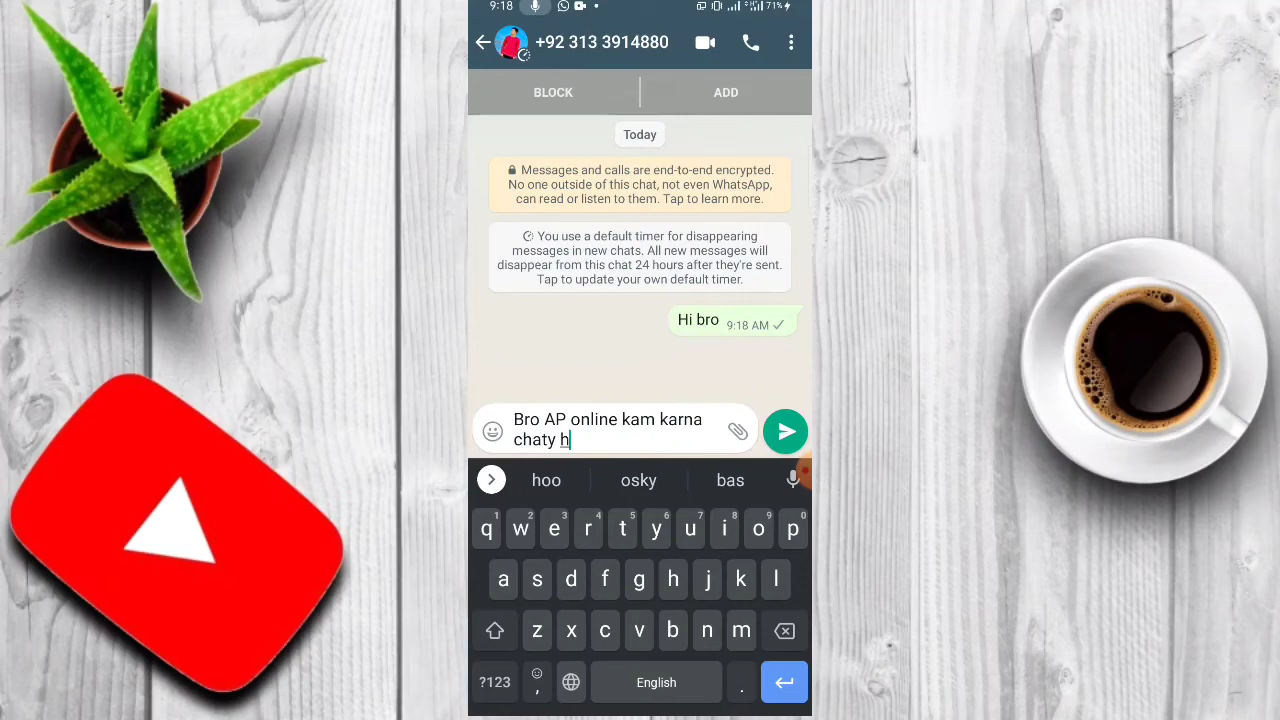 9:18
71%
+92 313 3914880
BLOCK
ADD
Today
Messages and calls are end-to-end encrypted.
No one outside of this chat, not even WhatsApp,
can read or listen to them. Tap to learn more.
You use a default timer for disappearing
messages in new chats. All new messages will
disappear from this chat 24 hours after they're sent.
Tap to update your own default timer.
Hi bro 9:18 AM
Bro AP online kam karna
chaty h
hoo osky bas
1 2 3 4 5 6 7 8 9 0
q w e r t y u i o p
a s d f g h j k l
z x c v b n m
?123 , English .